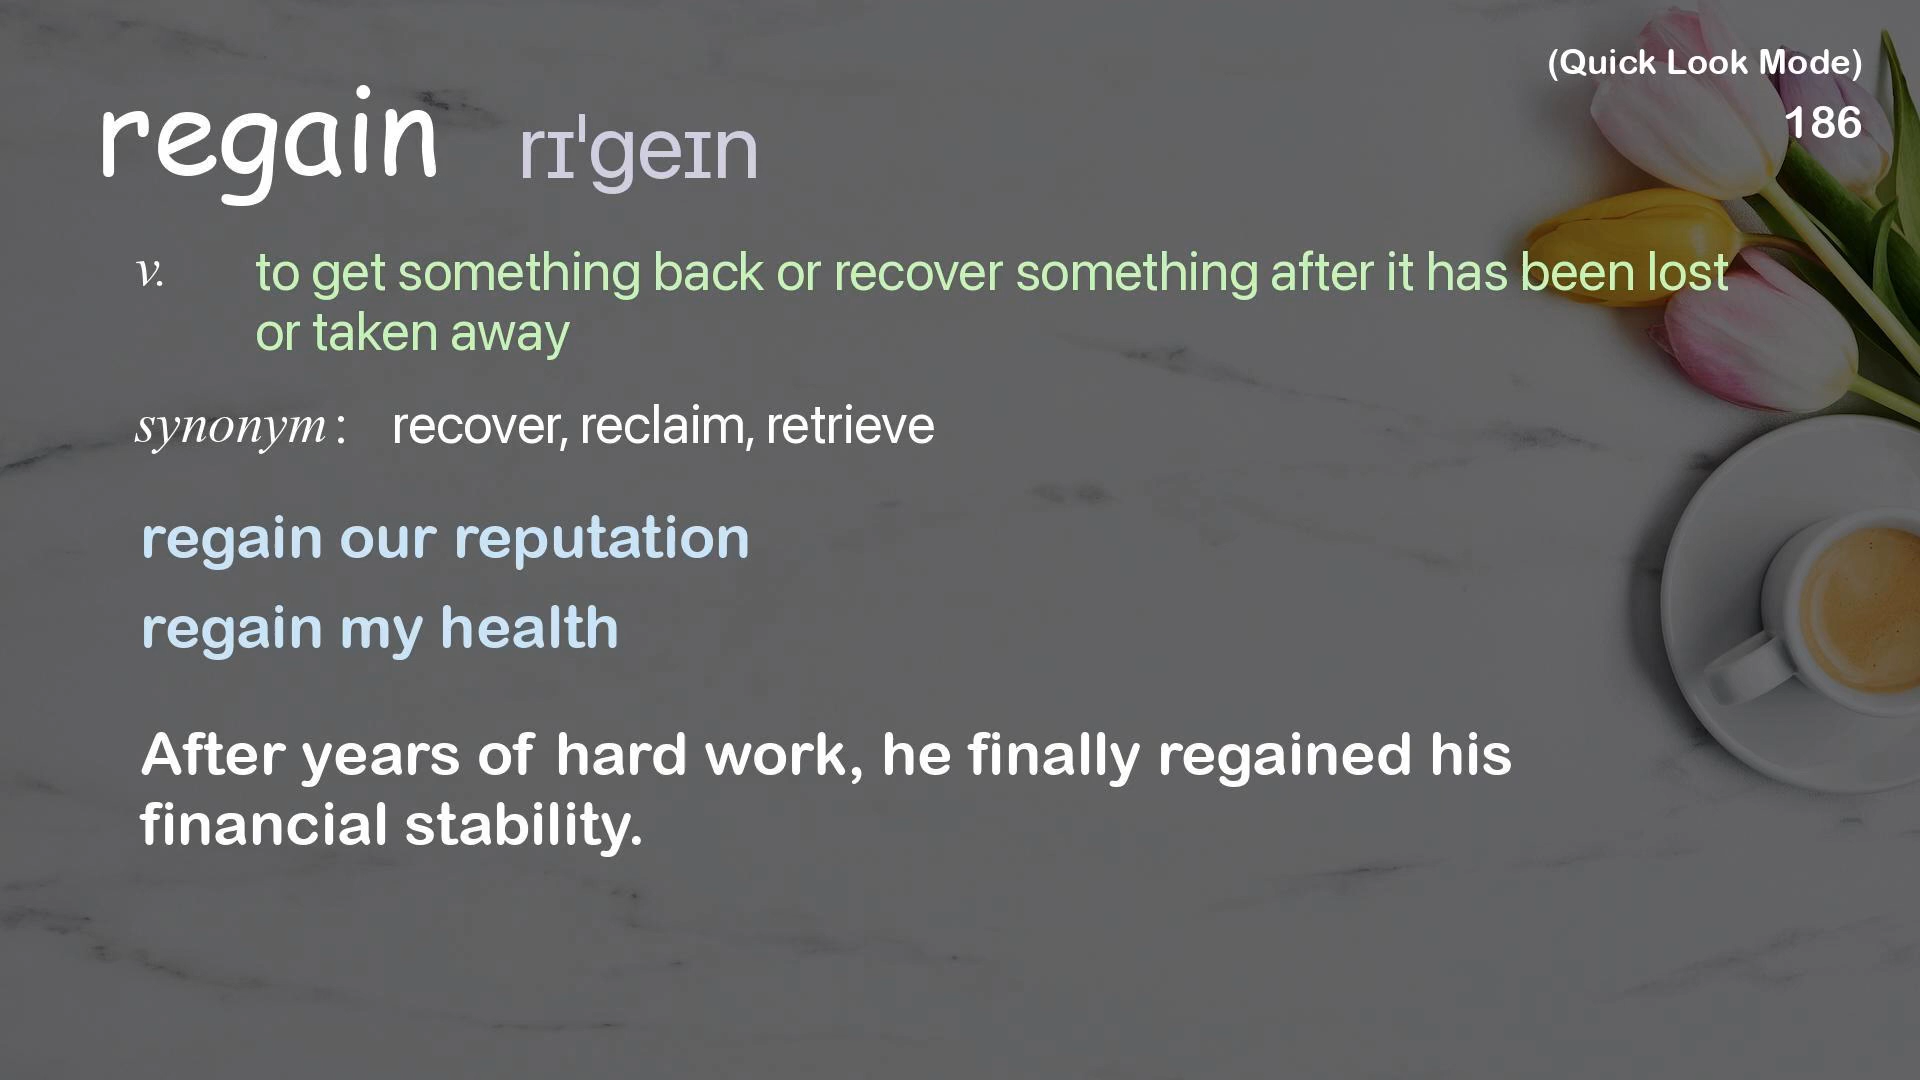 (Quick Look Mode)
186
regain rɪˈgeɪn
v. to get something back or recover something after it has been lost
or taken away
synonym: recover, reclaim, retrieve
regain our reputation
regain my health
After years of hard work, he finally regained his
financial stability.